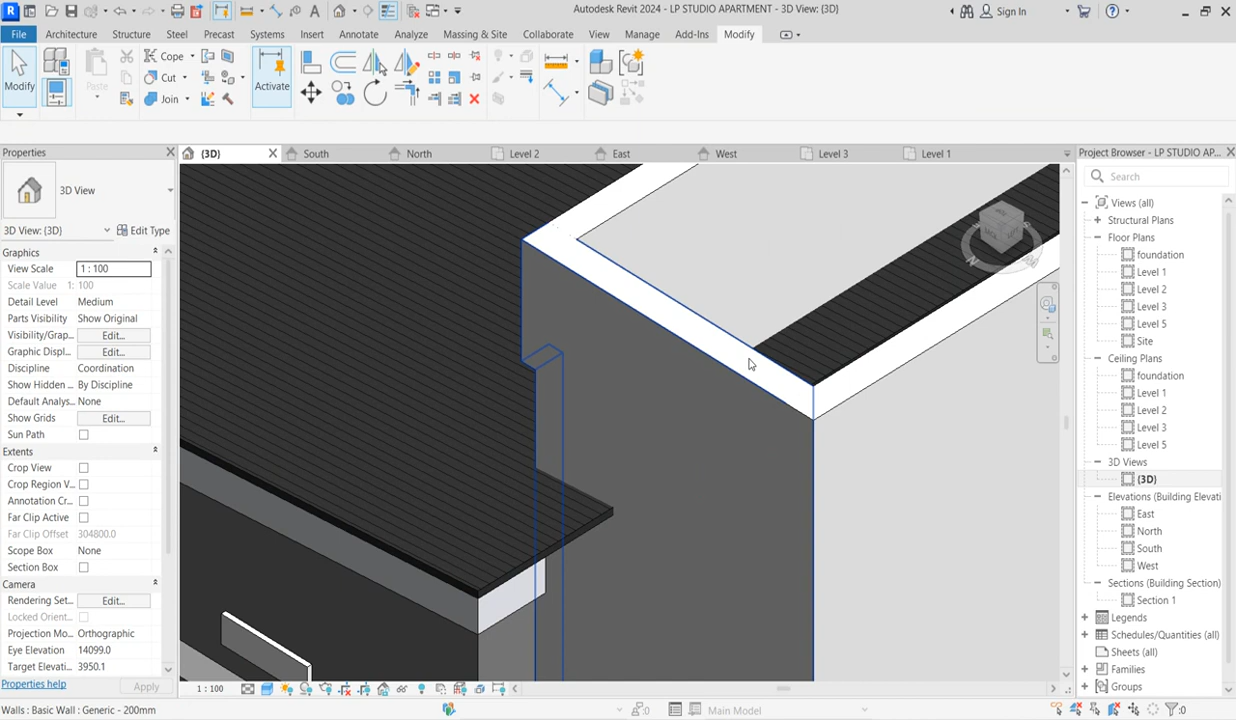 Autodesk Revit 2024 - LP STUDIO APARTMENT - 3D View: {3D}
Sign In
File Architecture Structure Steel Precast Systems Insert Annotate Analyze Massing & Site Collaborate View Manage Add-Ins Modify
Modify
Paste
Cope
Cut
Join
Activate
Properties
{3D} South North Level 2 East West Level 3 Level 1
3D View
3D View: {3D} Edit Type
Graphics
View Scale 1 : 100
Scale Value 1: 100
Detail Level Medium
Parts Visibility Show Original
Visibility/Grap... Edit...
Graphic Displ... Edit...
Discipline Coordination
Show Hidden ... By Discipline
Default Analys... None
Show Grids Edit...
Sun Path
Extents
Crop View
Crop Region V...
Annotation Cr...
Far Clip Active
Far Clip Offset 304800.0
Scope Box None
Section Box
Camera
Rendering Set... Edit...
Locked Orient...
Projection Mo... Orthographic
Eye Elevation 14099.0
Target Elevati... 3950.1
Properties help Apply
Project Browser - LP STUDIO AP...
Search
Views (all)
Structural Plans
Floor Plans
foundation
Level 1
Level 2
Level 3
Level 5
Site
Ceiling Plans
foundation
Level 1
Level 2
Level 3
Level 5
3D Views
{3D}
Elevations (Building Elevati
East
North
South
West
Sections (Building Section)
Section 1
Legends
Schedules/Quantities (all)
Sheets (all)
Families
Groups
1 : 100
Walls : Basic Wall : Generic - 200mm
:0
Main Model
:0